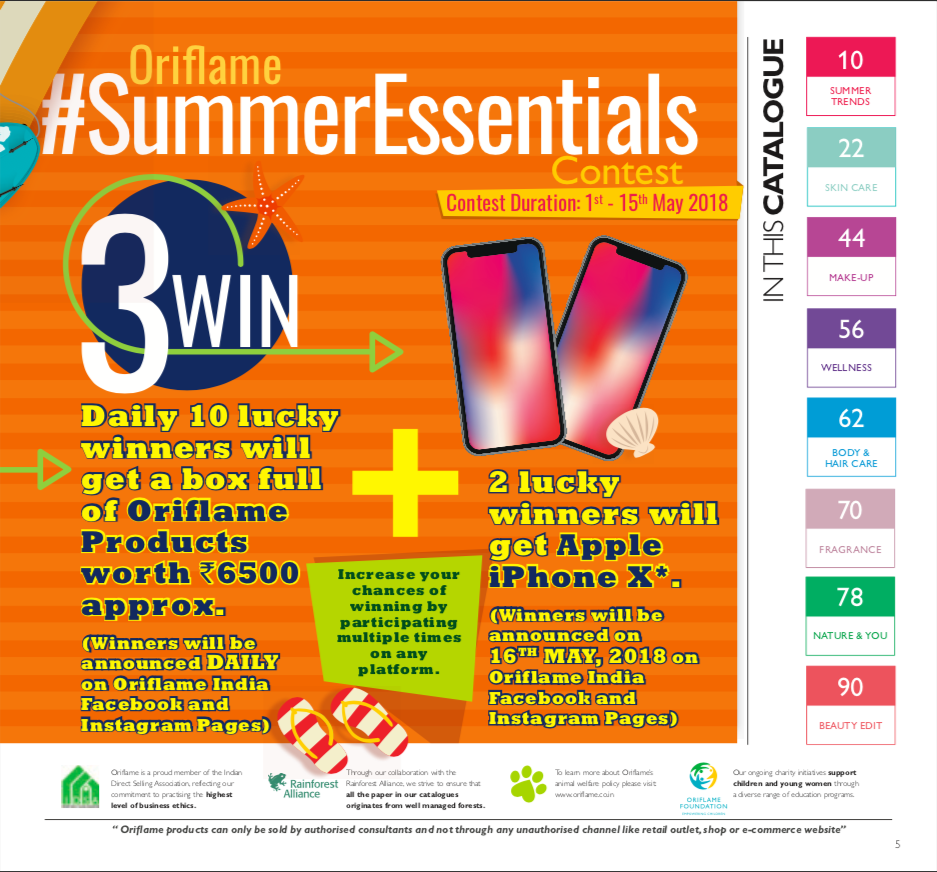 Oriflame
#SummerEssentials
Contest
Contest Duration: 1st - 15th May 2018
3 WIN
Daily 10 lucky
winners will
get a box full
of Oriflame
Products
worth ₹6500
approx.
(Winners will be
announced DAILY
on Oriflame India
Facebook and
Instagram Pages)
Increase your
chances of
winning by
participating
multiple times
on any
platform.
2 lucky
winners will
get Apple
iPhone X*.
(Winners will be
announced on
16TH MAY, 2018 on
Oriflame India
Facebook and
Instagram Pages)
IN THIS CATALOGUE
10
SUMMER
TRENDS
22
SKIN CARE
44
MAKE-UP
56
WELLNESS
62
BODY &
HAIR CARE
70
FRAGRANCE
78
NATURE & YOU
90
BEAUTY EDIT
Oriflame is a proud member of the Indian
Direct Selling Association, reflecting our
commitment to practising the highest
level of business ethics.
Rainforest
Alliance
Through our collaboration with the
Rainforest Alliance, we strive to ensure that
all the paper in our catalogues
originates from well managed forests.
To learn more about Oriflame's
animal welfare policy please visit
www.oriflame.co.in
ORIFLAME
FOUNDATION
Our ongoing charity initiatives support
children and young women through
a diverse range of education programs.
“ Oriflame products can only be sold by authorised consultants and not through any unauthorised channel like retail outlet, shop or e-commerce website”
5